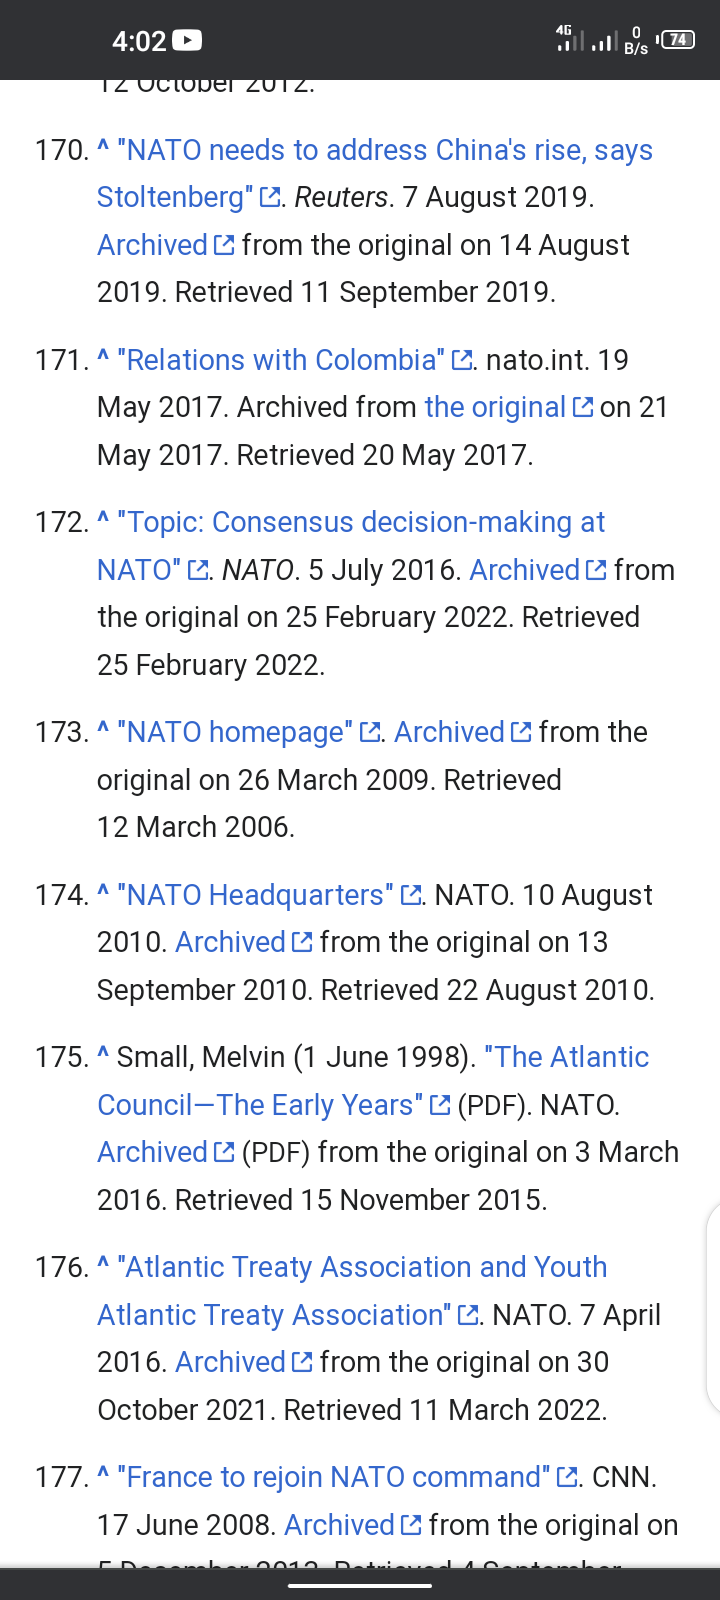 4:02
4G
0
B/s
74
12 October 2012.
170. ^ "NATO needs to address China's rise, says
Stoltenberg". Reuters. 7 August 2019.
Archived from the original on 14 August
2019. Retrieved 11 September 2019.
171. ^ "Relations with Colombia". nato.int. 19
May 2017. Archived from the original on 21
May 2017. Retrieved 20 May 2017.
172. ^ "Topic: Consensus decision-making at
NATO". NATO. 5 July 2016. Archived from
the original on 25 February 2022. Retrieved
25 February 2022.
173. ^ "NATO homepage". Archived from the
original on 26 March 2009. Retrieved
12 March 2006.
174. ^ "NATO Headquarters". NATO. 10 August
2010. Archived from the original on 13
September 2010. Retrieved 22 August 2010.
175. ^ Small, Melvin (1 June 1998). "The Atlantic
Council—The Early Years" (PDF). NATO.
Archived (PDF) from the original on 3 March
2016. Retrieved 15 November 2015.
176. ^ "Atlantic Treaty Association and Youth
Atlantic Treaty Association". NATO. 7 April
2016. Archived from the original on 30
October 2021. Retrieved 11 March 2022.
177. ^ "France to rejoin NATO command". CNN.
17 June 2008. Archived from the original on
5 December 2013. Retrieved 4 September